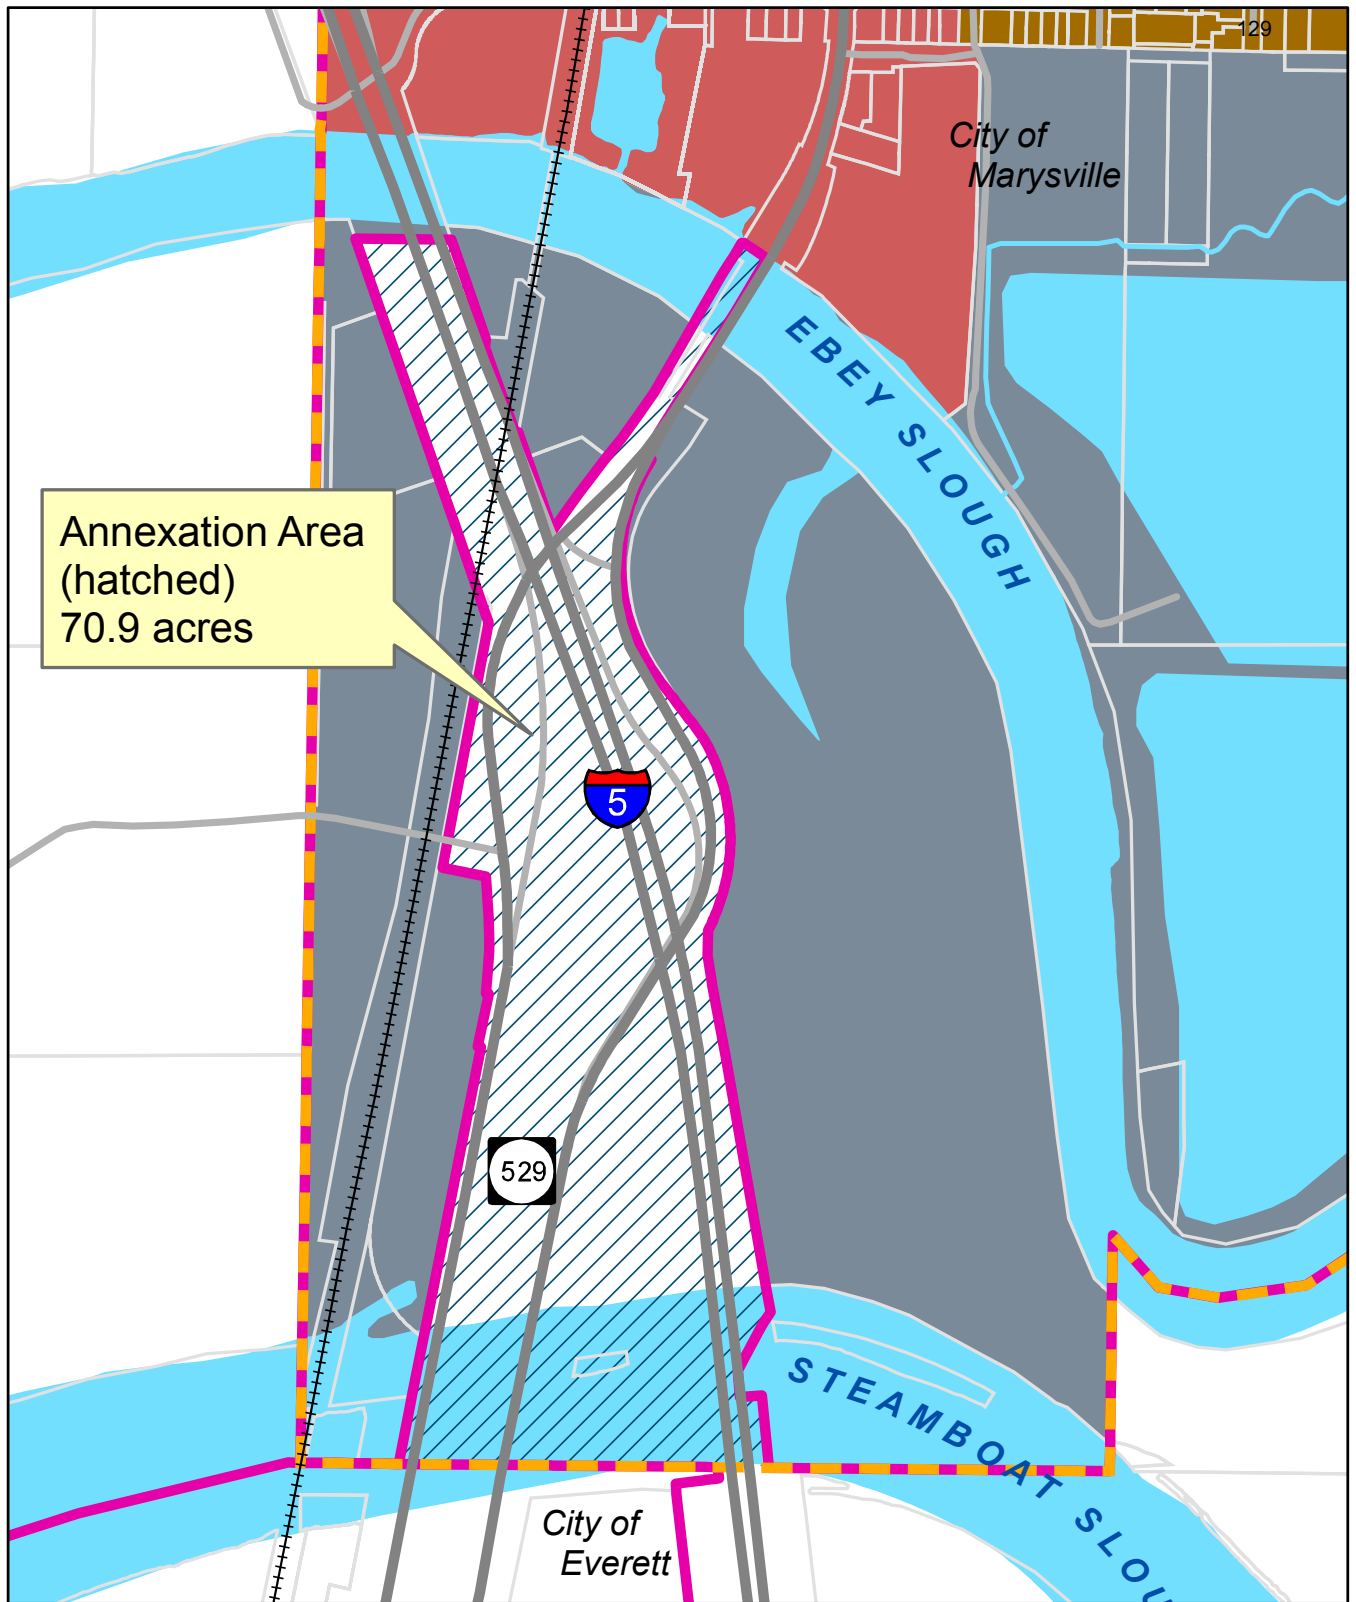 129
City of
Marysville
EBEY SLOUGH
Annexation Area
(hatched)
70.9 acres
5
529
STEAMBOAT SLOU
City of
Everett